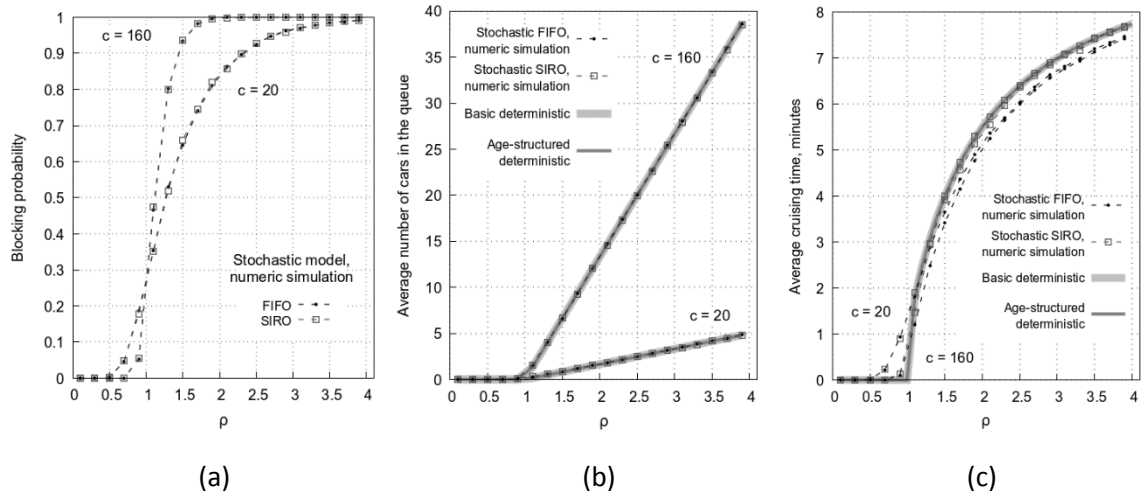 1
0.9
0.8
0.7
0.6
0.5
0.4
0.3
0.2
0.1
0
0 0.5 1 1.5 2 2.5 3 3.5 4
Blocking probability
ρ
c = 160
c = 20
Stochastic model,
numeric simulation
FIFO
SIRO
(a)
40
35
30
25
20
15
10
5
0
0 0.5 1 1.5 2 2.5 3 3.5 4
Average number of cars in the queue
ρ
Stochastic FIFO,
numeric simulation
Stochastic SIRO,
numeric simulation
Basic deterministic
Age-structured
deterministic
c = 160
c = 20
(b)
8
7
6
5
4
3
2
1
0
0 0.5 1 1.5 2 2.5 3 3.5 4
Average cruising time, minutes
ρ
Stochastic FIFO,
numeric simulation
Stochastic SIRO,
numeric simulation
Basic deterministic
Age-structured
deterministic
c = 20
c = 160
(c)